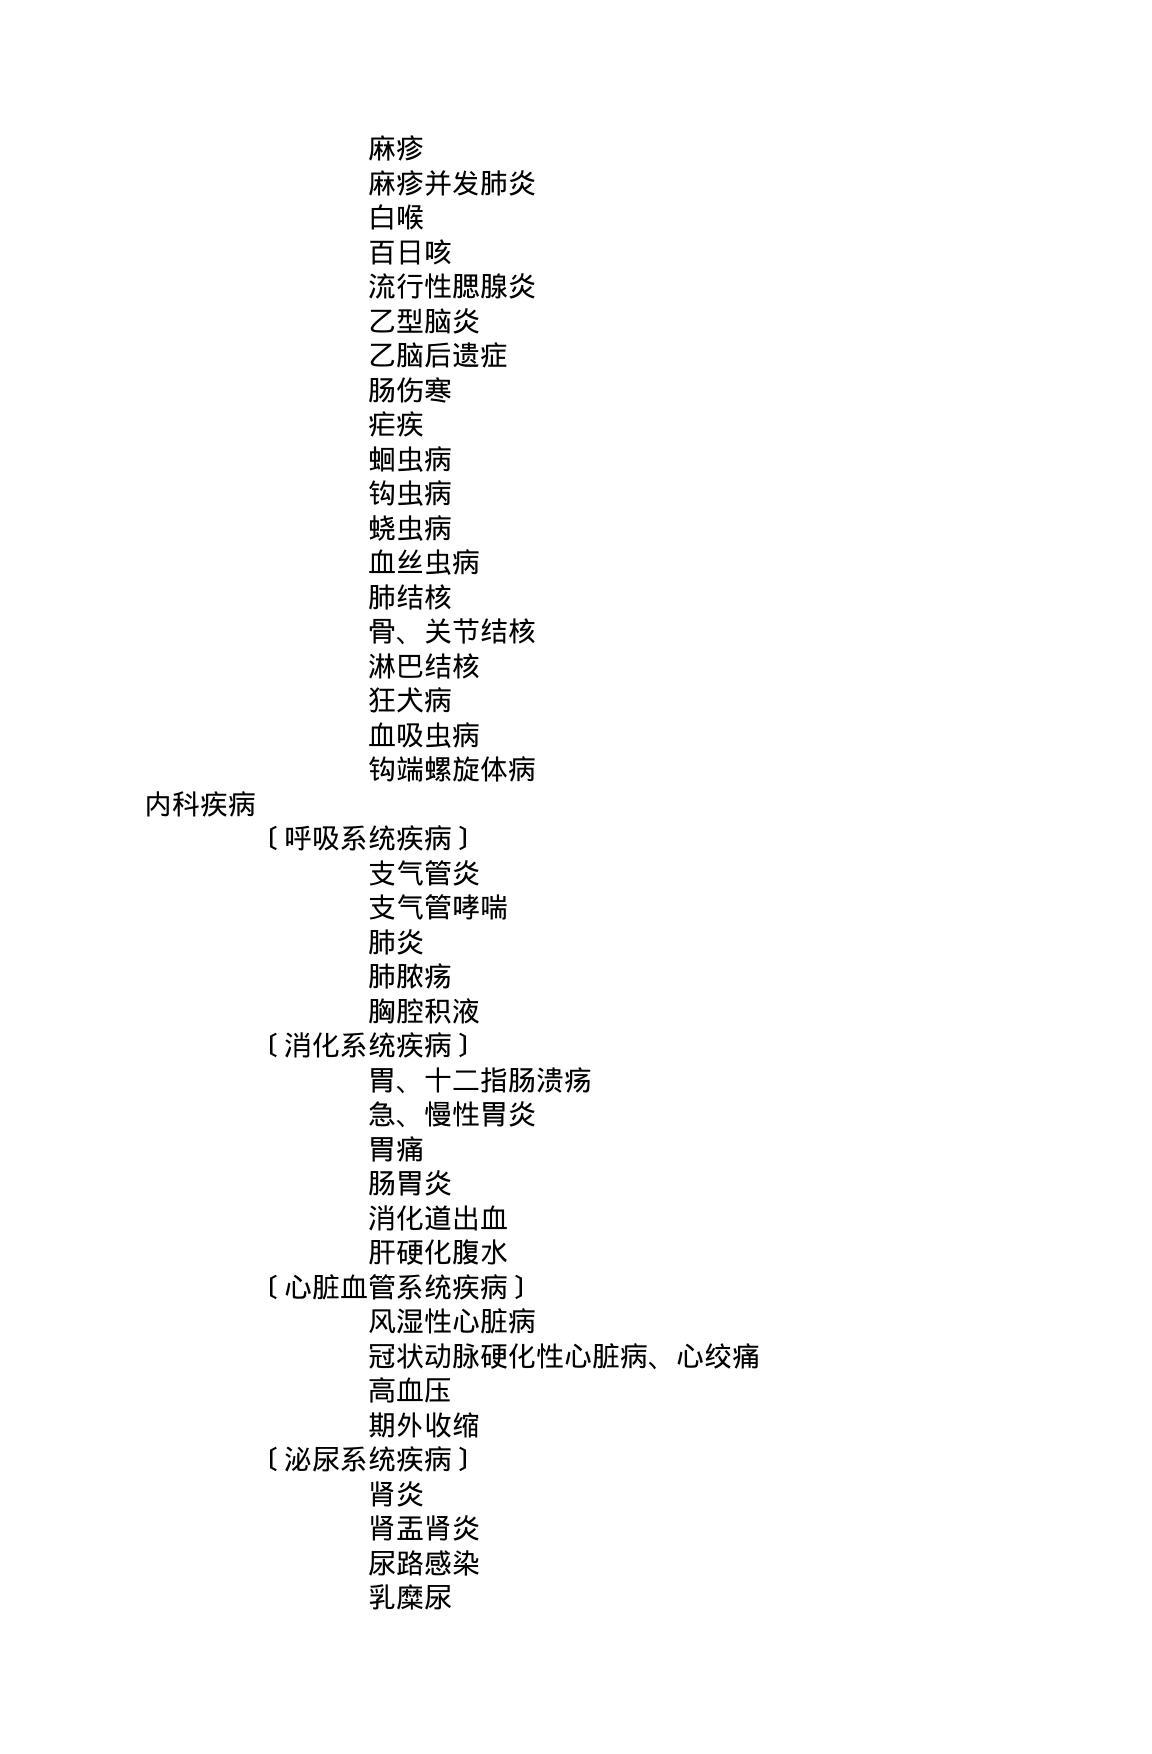 麻疹
麻疹并发肺炎
白喉
百日咳
流行性腮腺炎
乙型脑炎
乙脑后遗症
肠伤寒
疟疾
蛔虫病
钩虫病
蛲虫病
血丝虫病
肺结核
骨、关节结核
淋巴结核
狂犬病
血吸虫病
钩端螺旋体病
内科疾病
〔呼吸系统疾病〕
支气管炎
支气管哮喘
肺炎
肺脓疡
胸腔积液
〔消化系统疾病〕
胃、十二指肠溃疡
急、慢性胃炎
胃痛
肠胃炎
消化道出血
肝硬化腹水
〔心脏血管系统疾病〕
风湿性心脏病
冠状动脉硬化性心脏病、心绞痛
高血压
期外收缩
〔泌尿系统疾病〕
肾炎
肾盂肾炎
尿路感染
乳糜尿